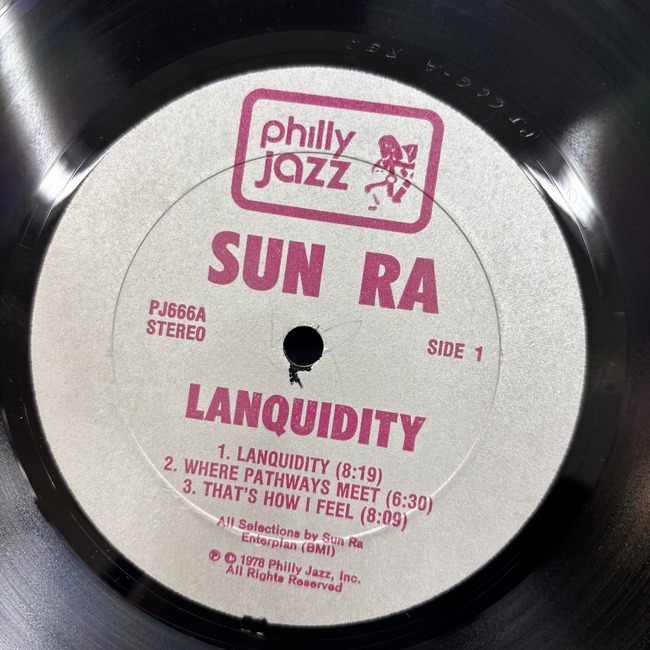 philly
jazz
SUN RA
PJ666A
STEREO
SIDE 1
LANQUIDITY
1. LANQUIDITY (8:19)
2. WHERE PATHWAYS MEET (6:30)
3. THAT'S HOW I FEEL (8:09)
All Selections by Sun Ra
Enterplan (BMI)
℗ © 1978 Philly Jazz, Inc.
All Rights Reserved
PJ 666-A